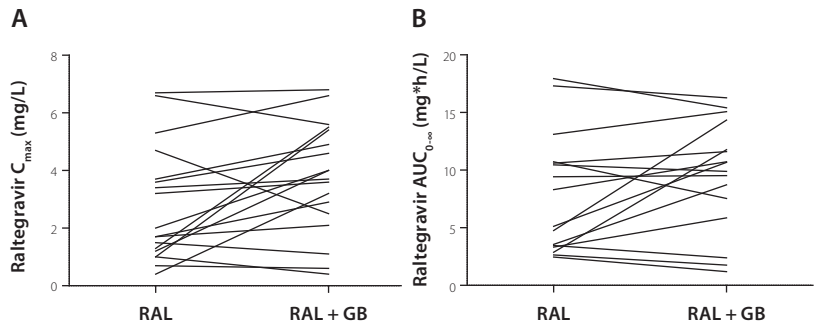 A
Raltegravir Cmax (mg/L)
8
6
4
2
0
RAL
RAL + GB
B
Raltegravir AUC0-∞ (mg*h/L)
20
15
10
5
0
RAL
RAL + GB